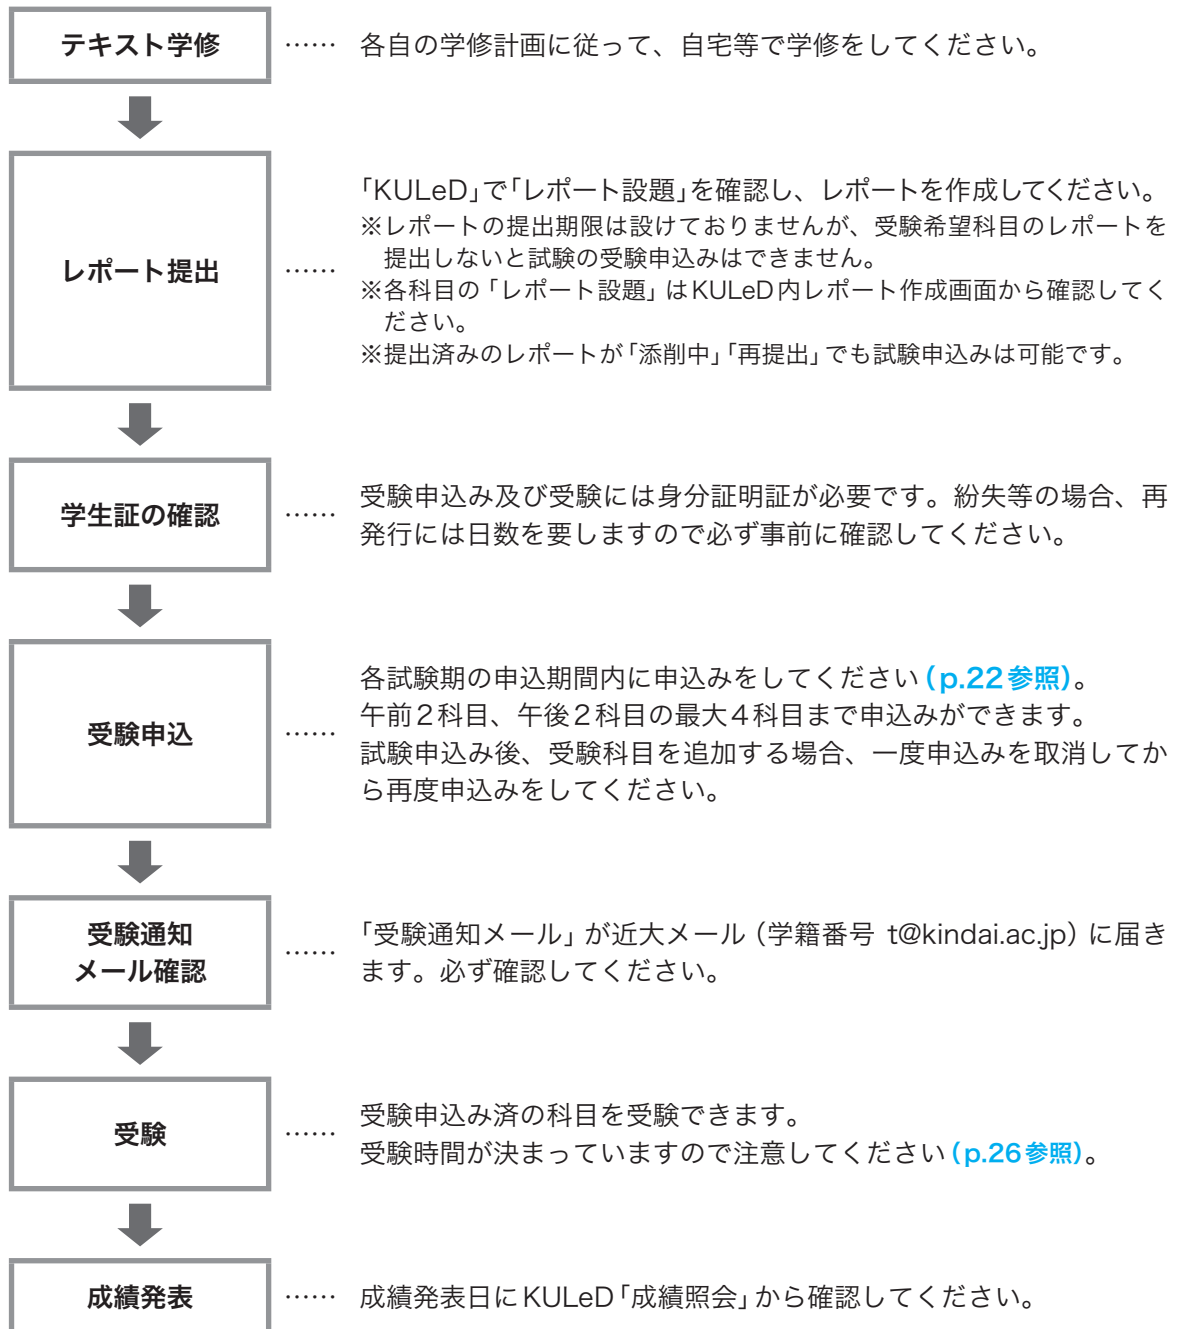 テキスト学修 …… 各自の学修計画に従って、自宅等で学修をしてください。
レポート提出 ……
「KULeD」で「レポート設題」を確認し、レポートを作成してください。
※レポートの提出期限は設けておりませんが、受験希望科目のレポートを
提出しないと試験の受験申込みはできません。
※各科目の「レポート設題」はKULeD内レポート作成画面から確認してく
ださい。
※提出済みのレポートが「添削中」「再提出」でも試験申込みは可能です。
学生証の確認 ……
受験申込み及び受験には身分証明証が必要です。紛失等の場合、再
発行には日数を要しますので必ず事前に確認してください。
受験申込 ……
各試験期の申込期間内に申込みをしてください(p.22参照)。
午前2科目、午後2科目の最大4科目まで申込みができます。
試験申込み後、受験科目を追加する場合、一度申込みを取消してか
ら再度申込みをしてください。
受験通知
メール確認 ……
「受験通知メール」が近大メール(学籍番号 t@kindai.ac.jp)に届き
ます。必ず確認してください。
受験 ……
受験申込み済の科目を受験できます。
受験時間が決まっていますので注意してください(p.26参照)。
成績発表 …… 成績発表日にKULeD「成績照会」から確認してください。